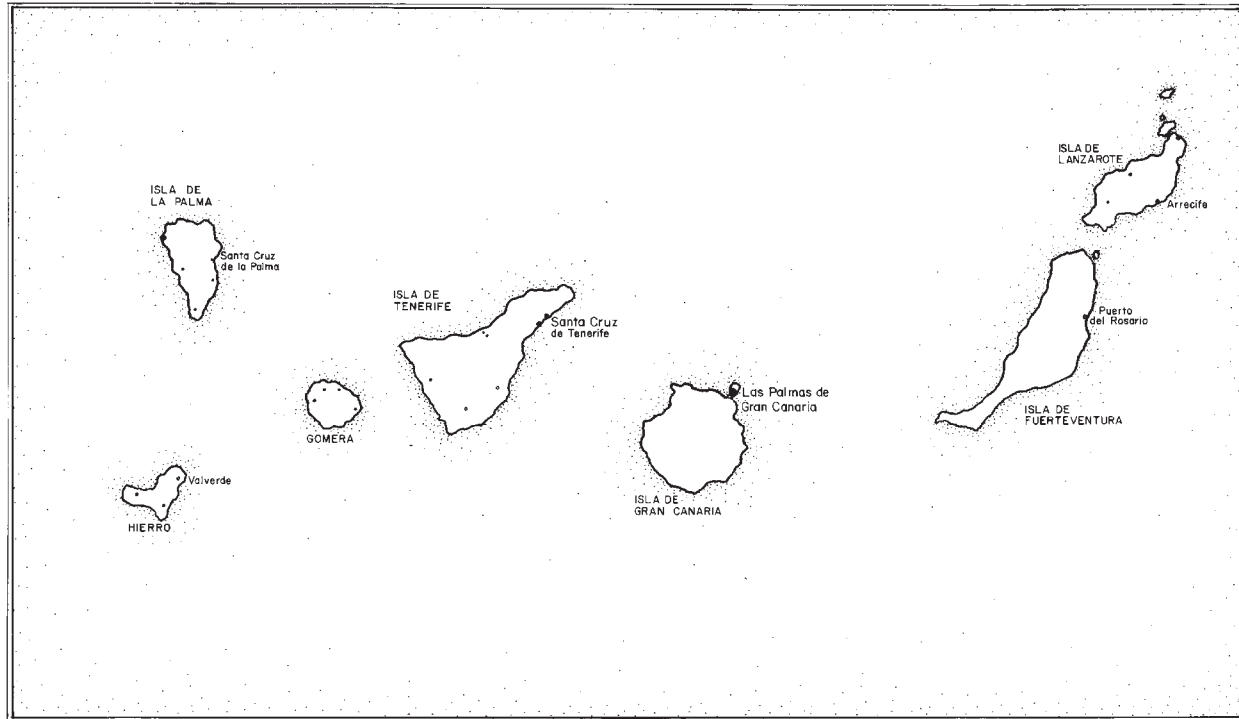 ISLA DE
LA PALMA
Santa Cruz
de la Palma
ISLA DE
TENERIFE
Santa Cruz
de Tenerife
GOMERA
Valverde
HIERRO
Las Palmas de
Gran Canaria
ISLA DE
GRAN CANARIA
ISLA DE
LANZAROTE
Arrecife
Puerto
del Rosario
ISLA DE
FUERTEVENTURA